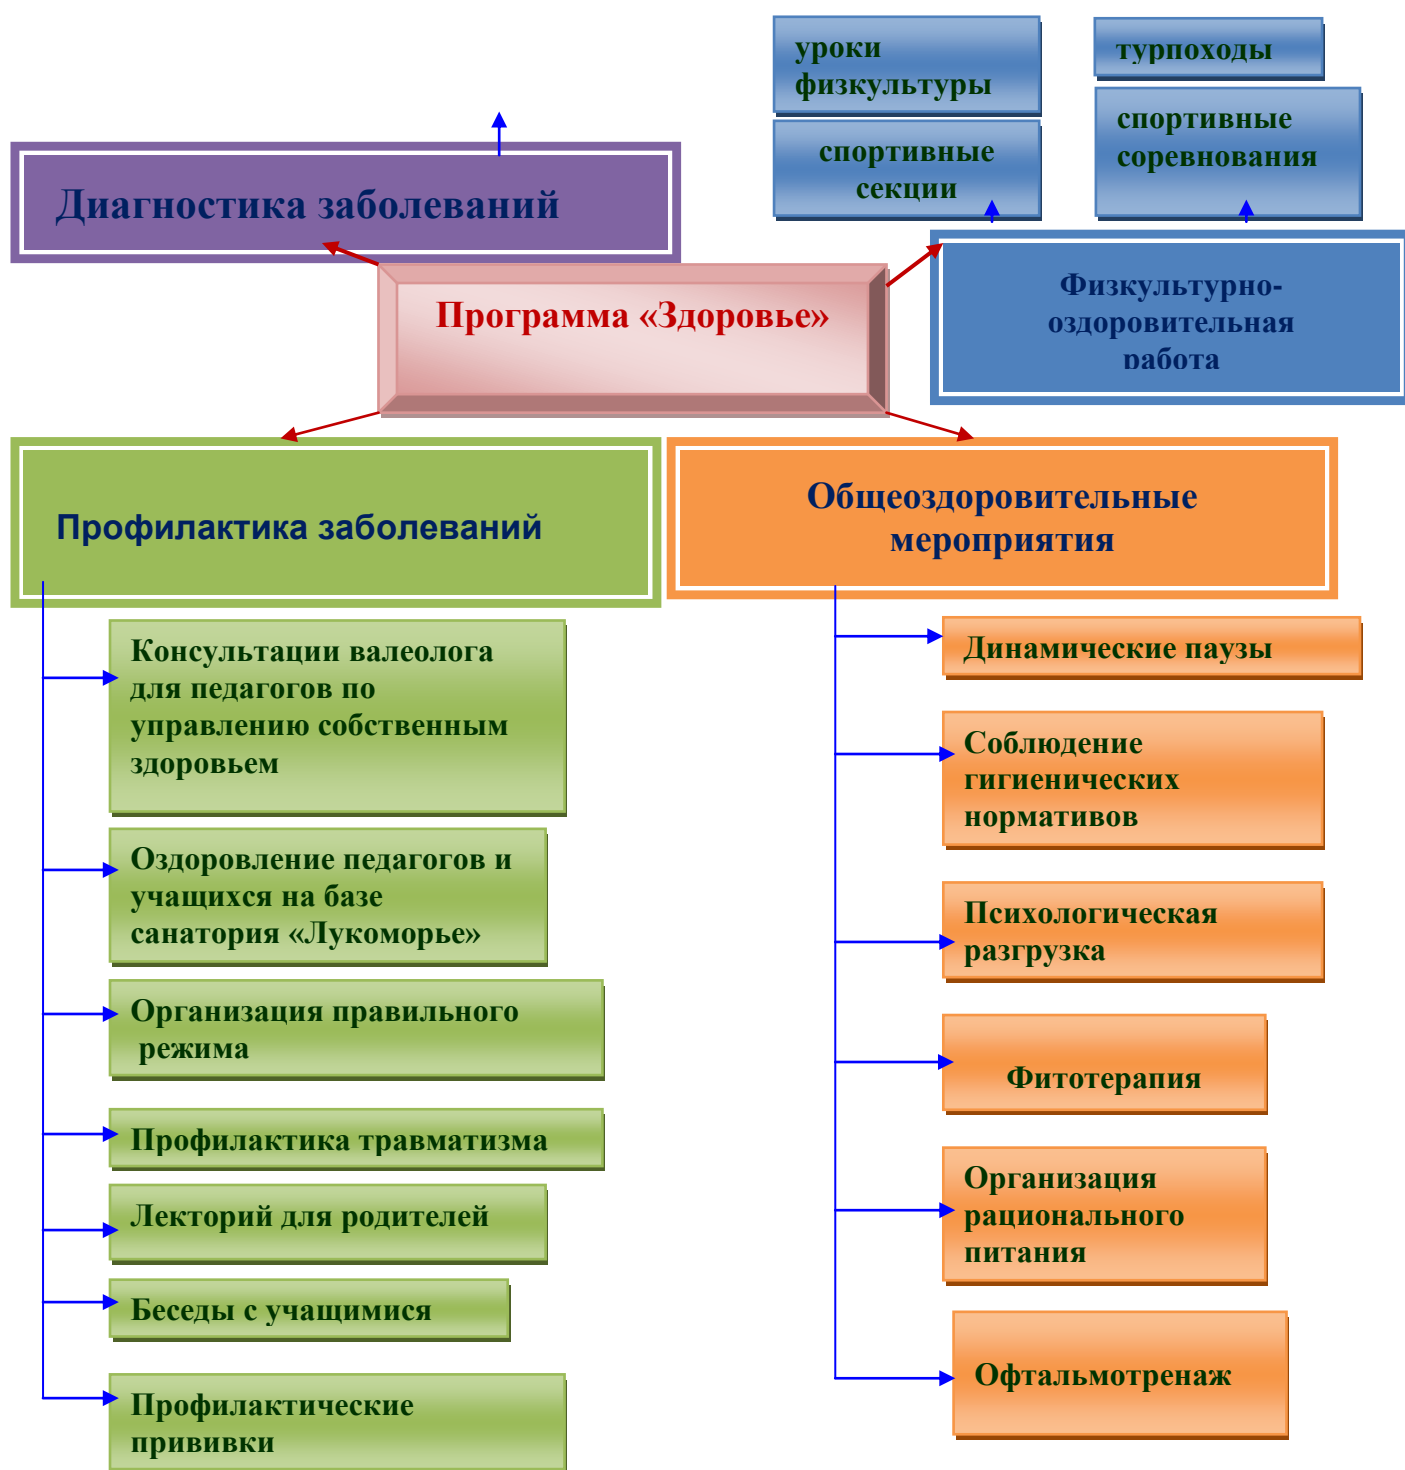 уроки
физкультуры
турпоходы
спортивные
секции
спортивные
соревнования
Диагностика заболеваний
Программа «Здоровье»
Физкультурно-
оздоровительная
работа
Профилактика заболеваний
Общеоздоровительные
мероприятия
Консультации валеолога
для педагогов по
управлению собственным
здоровьем
Оздоровление педагогов и
учащихся на базе
санатория «Лукоморье»
Организация правильного
режима
Профилактика травматизма
Лекторий для родителей
Беседы с учащимися
Профилактические
прививки
Динамические паузы
Соблюдение
гигиенических
нормативов
Психологическая
разгрузка
Фитотерапия
Организация
рационального
питания
Офтальмотренаж